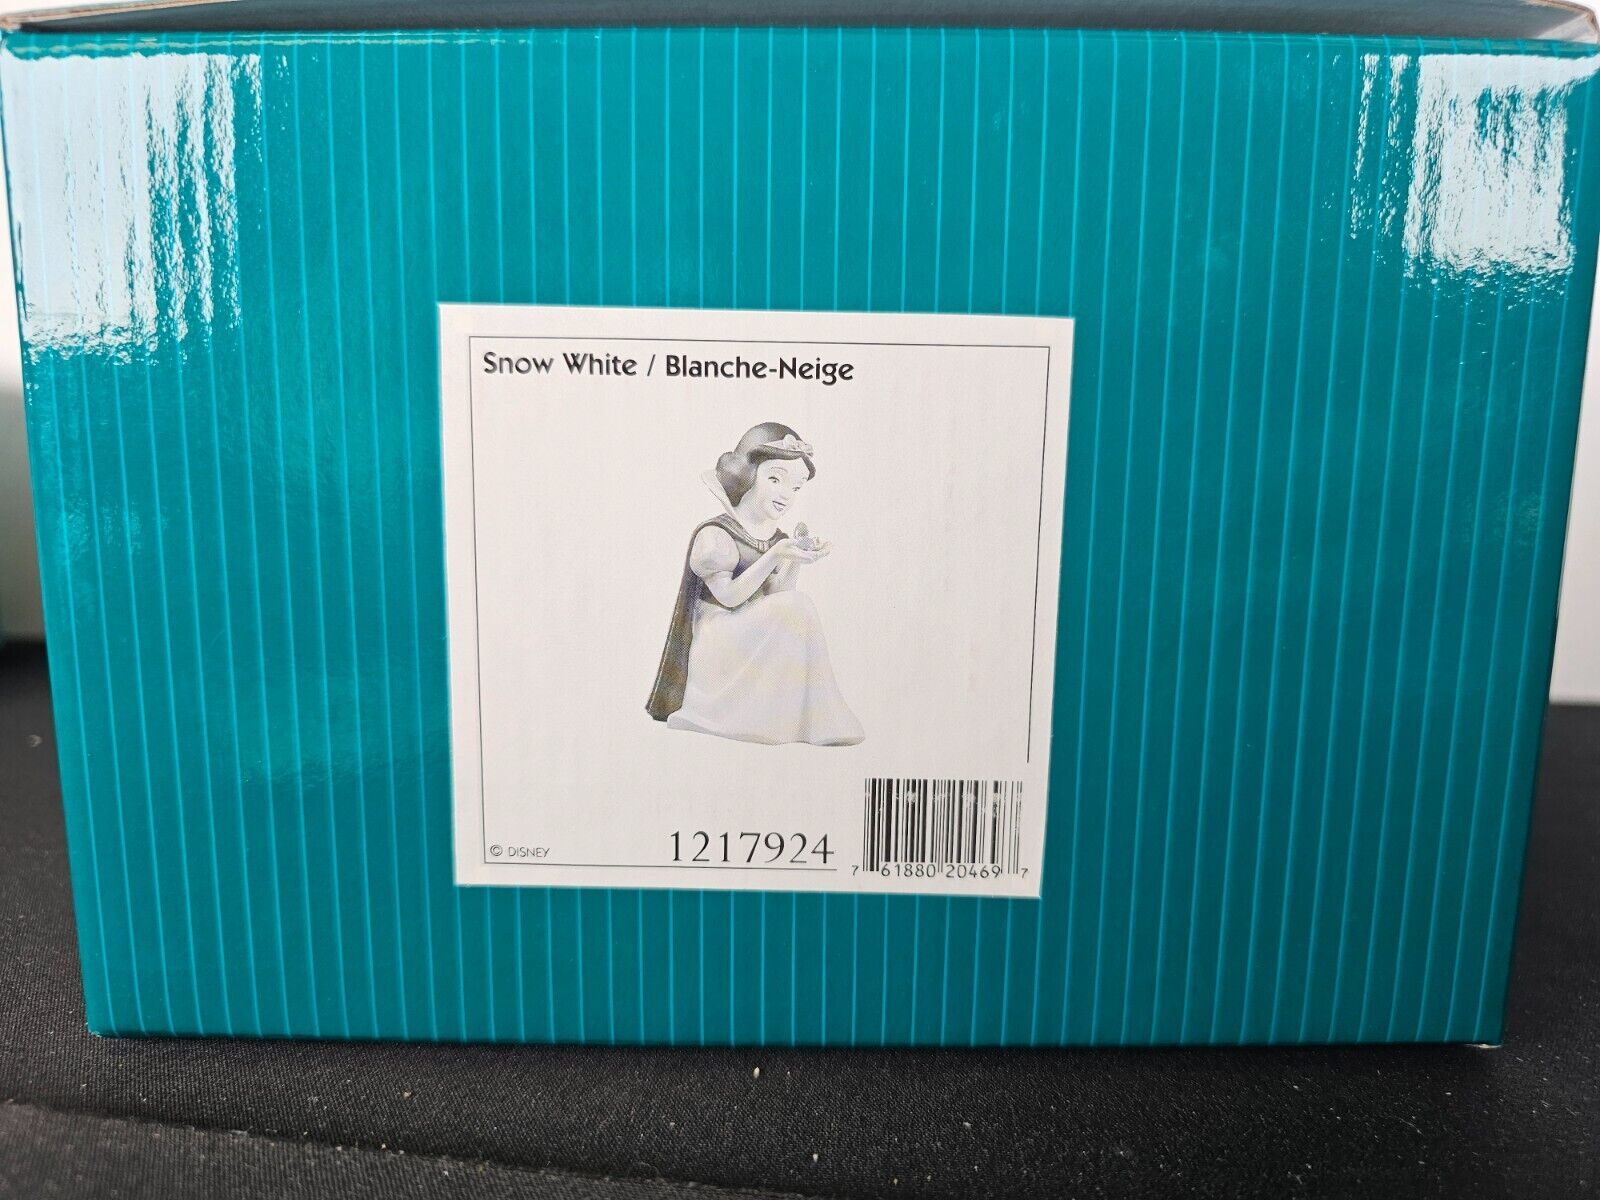 Snow White / Blanche-Neige
© DISNEY
1217924
7 61880 20469 7